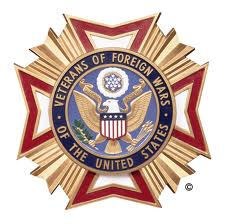 · VETERANS OF FOREIGN WARS ·
OF THE UNITED STATES
©